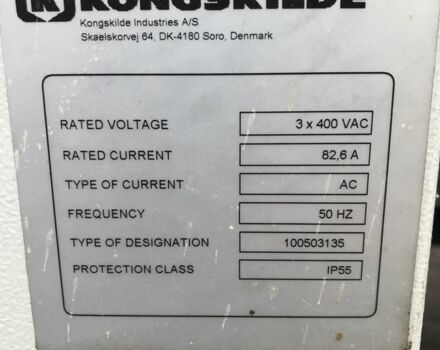 KONGSKILDE
Kongskilde Industries A/S
Skaelskorvej 64, DK-4180 Soro, Denmark
RATED VOLTAGE 3 x 400 VAC
RATED CURRENT 82,6 A
TYPE OF CURRENT AC
FREQUENCY 50 HZ
TYPE OF DESIGNATION 100503135
PROTECTION CLASS IP55